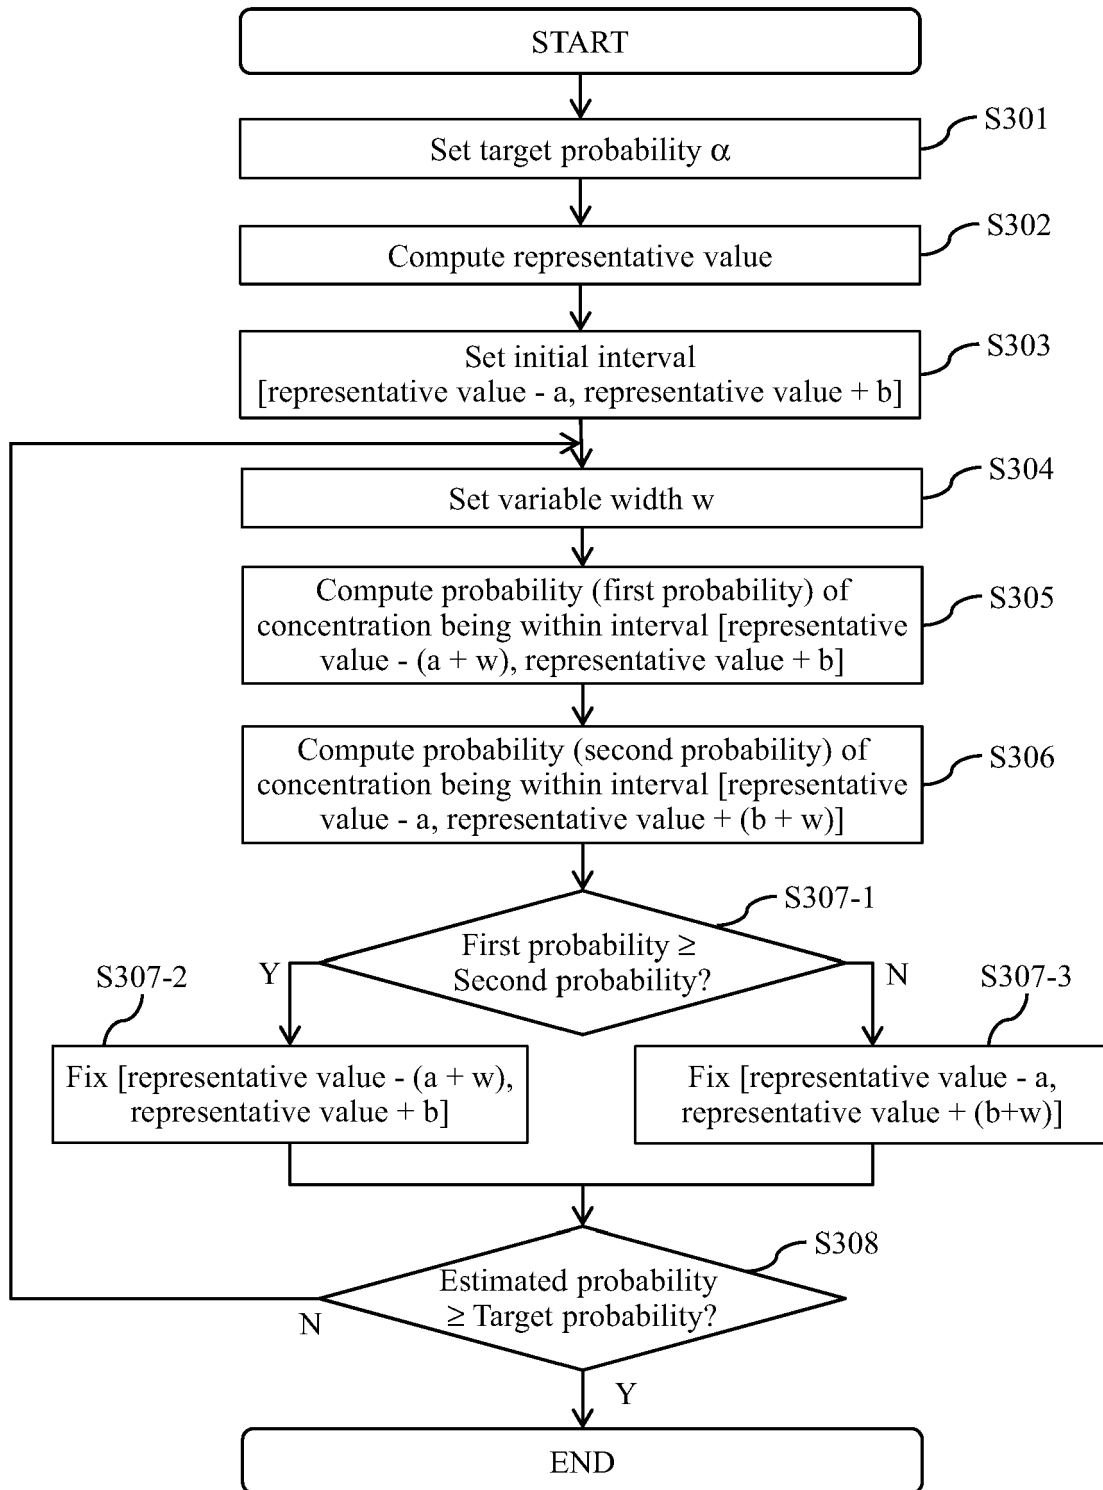 START
S301
Set target probability α
S302
Compute representative value
S303
Set initial interval
[representative value - a, representative value + b]
S304
Set variable width w
S305
Compute probability (first probability) of
concentration being within interval [representative
value - (a + w), representative value + b]
S306
Compute probability (second probability) of
concentration being within interval [representative
value - a, representative value + (b + w)]
S307-1
First probability ≥
Second probability?
Y
N
S307-2
S307-3
Fix [representative value - (a + w),
representative value + b]
Fix [representative value - a,
representative value + (b+w)]
S308
Estimated probability
≥ Target probability?
N
Y
END